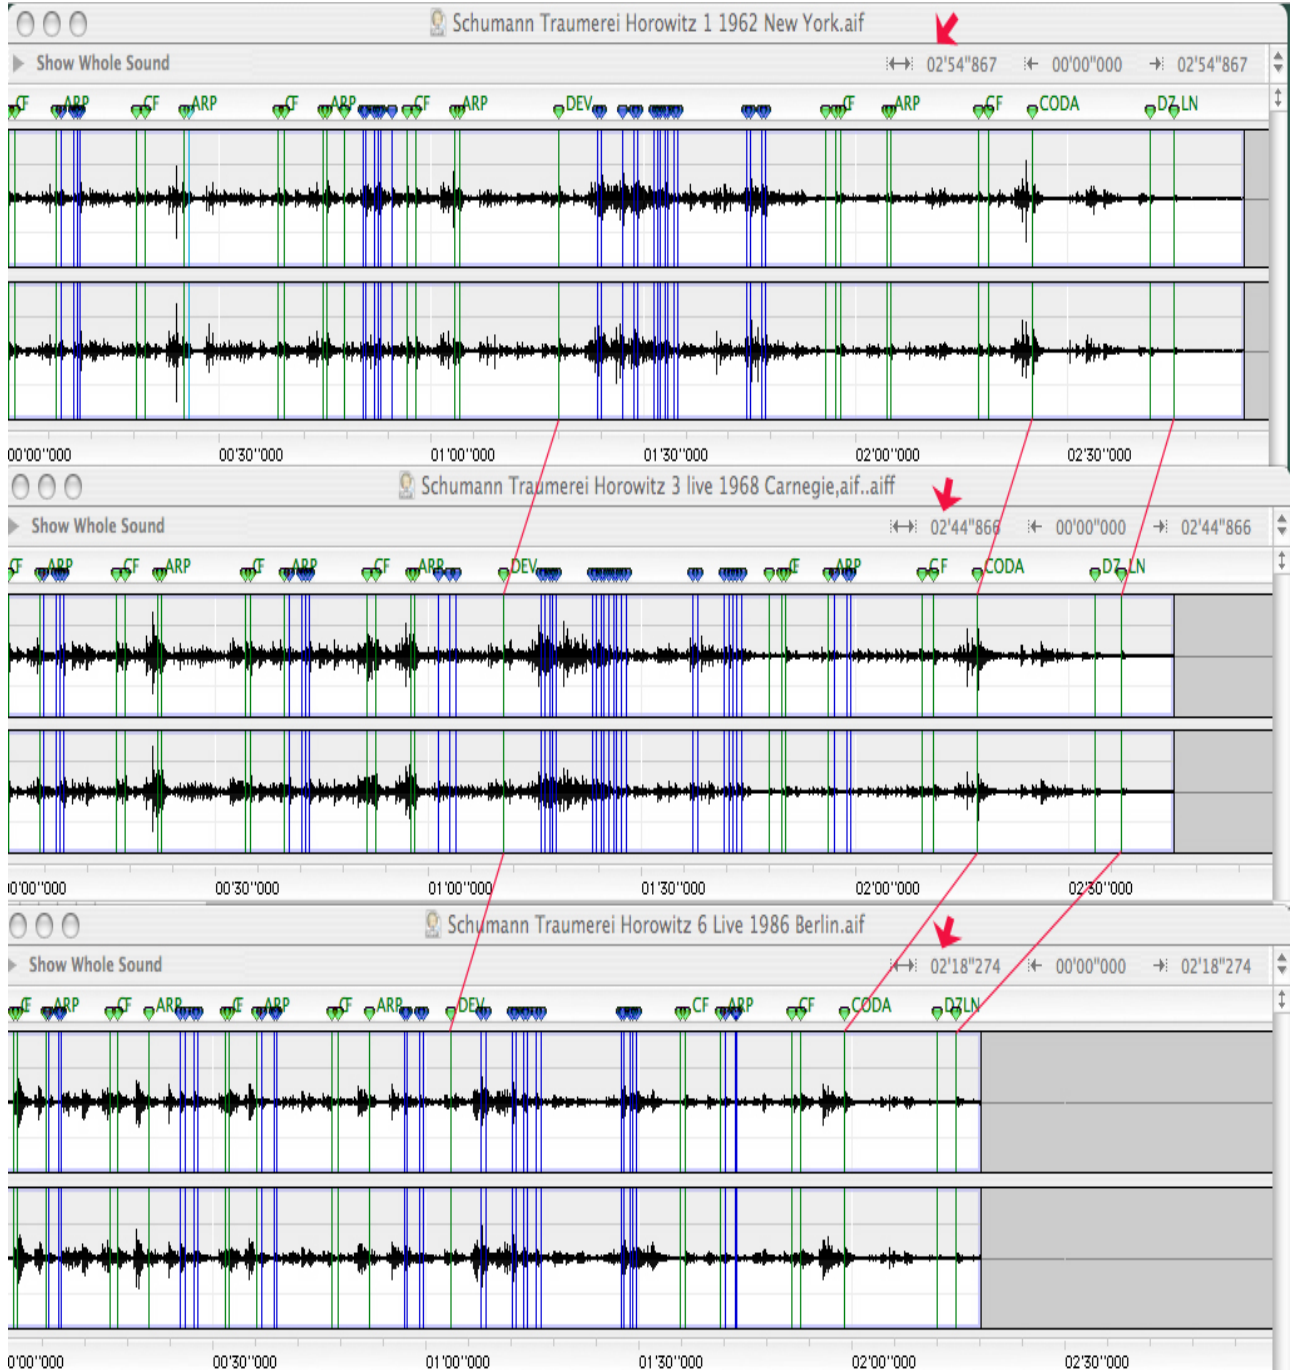 Schumann Traumerei Horowitz 1 1962 New York.aif
Show Whole Sound 02'54"867 00'00"000 02'54"867
CF ARP CF ARP CF ARP CF ARP DEV CF ARP CF CODA D7 LN
00'00"000 00'30"000 01'00"000 01'30"000 02'00"000 02'30"000
Schumann Traumerei Horowitz 3 live 1968 Carnegie,aif..aiff
Show Whole Sound 02'44"866 00'00"000 02'44"866
CF ARP CF ARP CF ARP CF ARP DEV CF ARP CF CODA D7 LN
00'00"000 00'30"000 01'00"000 01'30"000 02'00"000 02'30"000
Schumann Traumerei Horowitz 6 Live 1986 Berlin.aif
Show Whole Sound 02'18"274 00'00"000 02'18"274
CF ARP CF ARP CF ARP CF ARP DEV CF ARP CF CODA D7 LN
00'00"000 00'30"000 01'00"000 01'30"000 02'00"000 02'30"000